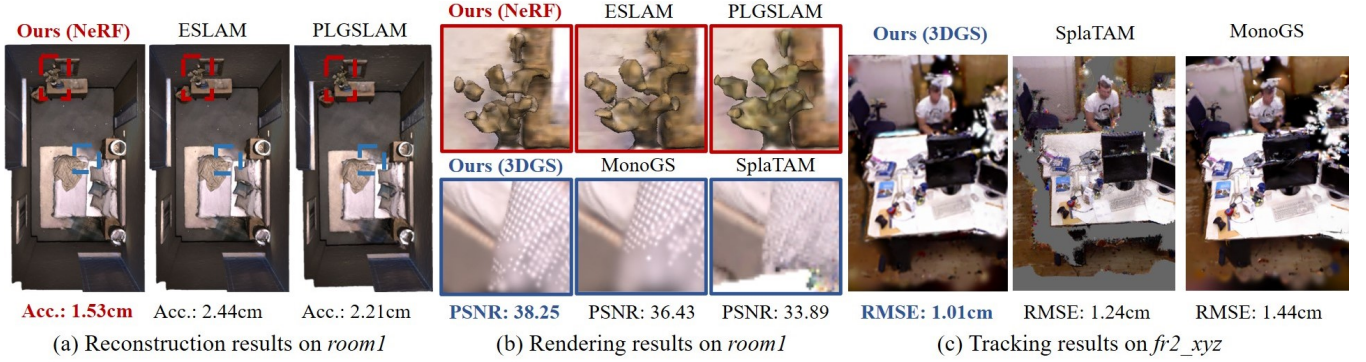 Ours (NeRF) ESLAM PLGSLAM
Acc.: 1.53cm Acc.: 2.44cm Acc.: 2.21cm
(a) Reconstruction results on room1
Ours (NeRF) ESLAM PLGSLAM
Ours (3DGS) MonoGS SplaTAM
PSNR: 38.25 PSNR: 36.43 PSNR: 33.89
(b) Rendering results on room1
Ours (3DGS) SplaTAM MonoGS
RMSE: 1.01cm RMSE: 1.24cm RMSE: 1.44cm
(c) Tracking results on fr2_xyz